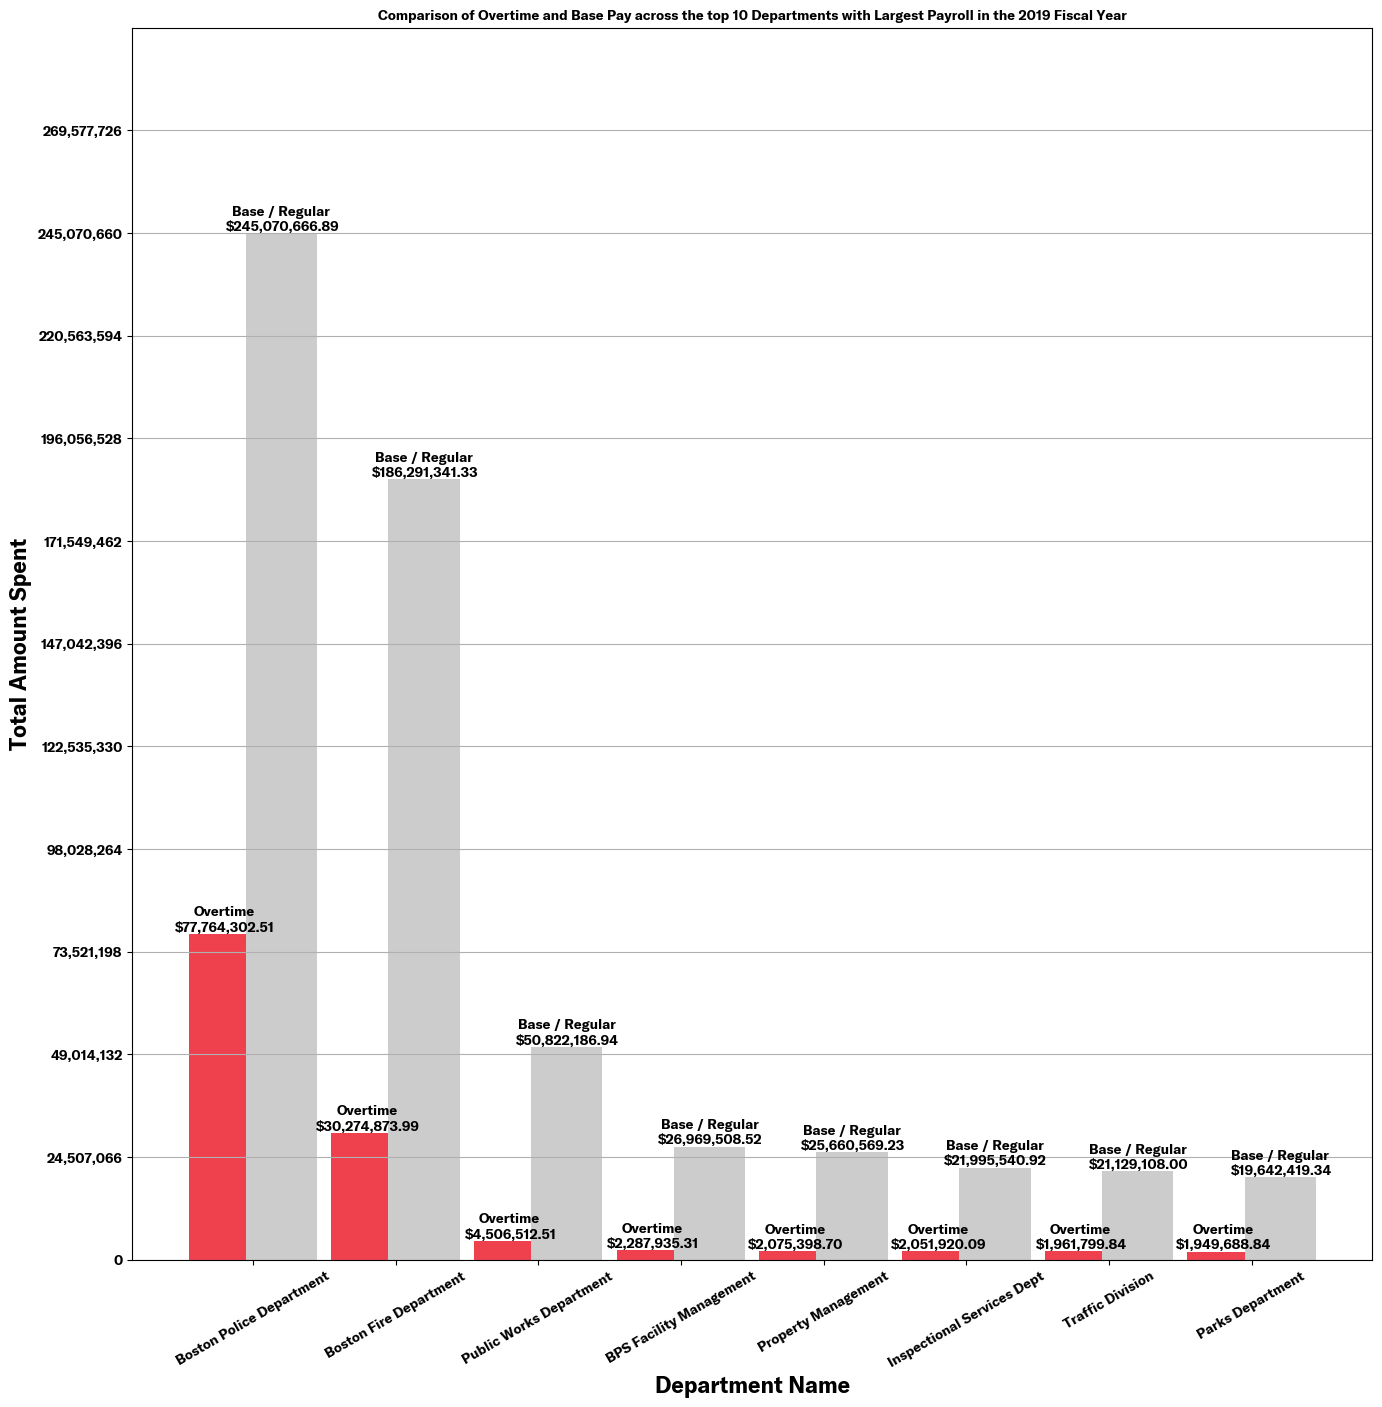 Comparison of Overtime and Base Pay across the top 10 Departments with Largest Payroll in the 2019 Fiscal Year
Total Amount Spent
269,577,726
245,070,660
220,563,594
196,056,528
171,549,462
147,042,396
122,535,330
98,028,264
73,521,198
49,014,132
24,507,066
0
Overtime
$77,764,302.51
Base / Regular
$245,070,666.89
Overtime
$30,274,873.99
Base / Regular
$186,291,341.33
Overtime
$4,506,512.51
Base / Regular
$50,822,186.94
Overtime
$2,287,935.31
Base / Regular
$26,969,508.52
Overtime
$2,075,398.70
Base / Regular
$25,660,569.23
Overtime
$2,051,920.09
Base / Regular
$21,995,540.92
Overtime
$1,961,799.84
Base / Regular
$21,129,108.00
Overtime
$1,949,688.84
Base / Regular
$19,642,419.34
Boston Police Department
Boston Fire Department
Public Works Department
BPS Facility Management
Property Management
Inspectional Services Dept
Traffic Division
Parks Department
Department Name